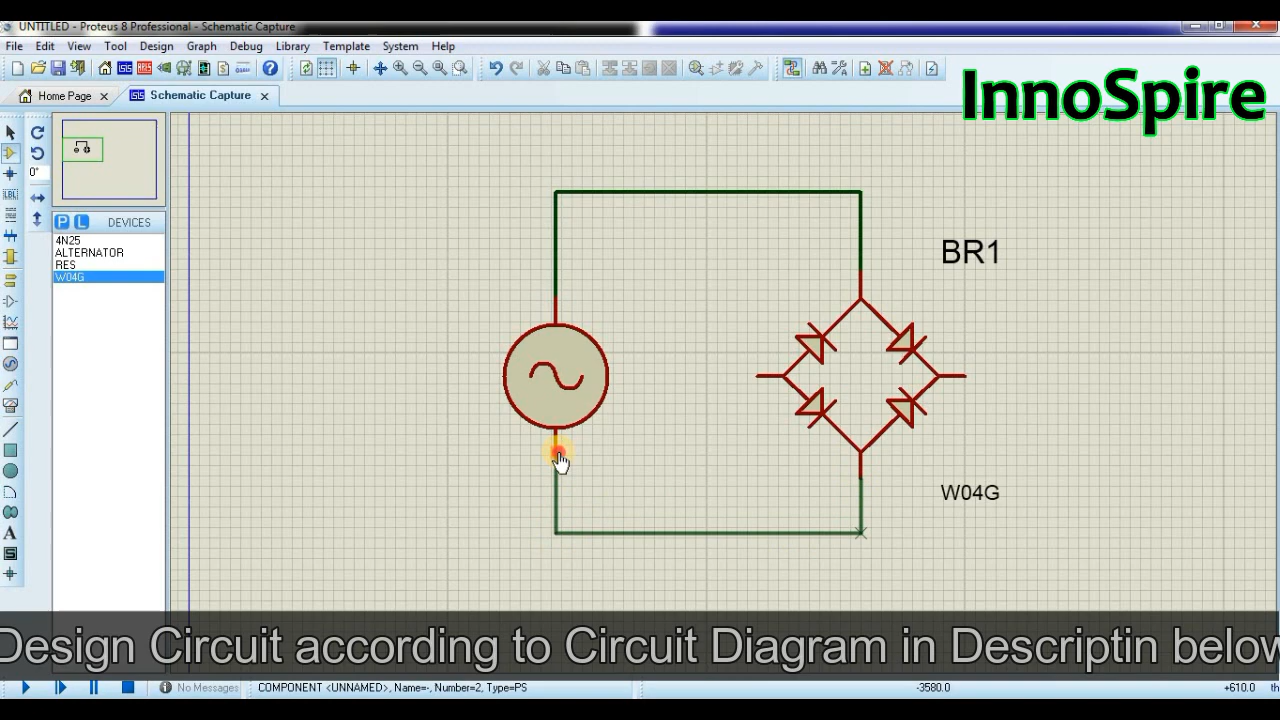 UNTITLED - Proteus 8 Professional - Schematic Capture
File Edit View Tool Design Graph Debug Library Template System Help
Home Page Schematic Capture
InnoSpire
0°
LBL
P L DEVICES
4N25
ALTERNATOR
RES
W04G
A
S
BR1
W04G
Design Circuit according to Circuit Diagram in Descriptin below
No Messages COMPONENT <UNNAMED>, Name=-, Number=2, Type=PS -3580.0 +610.0 th